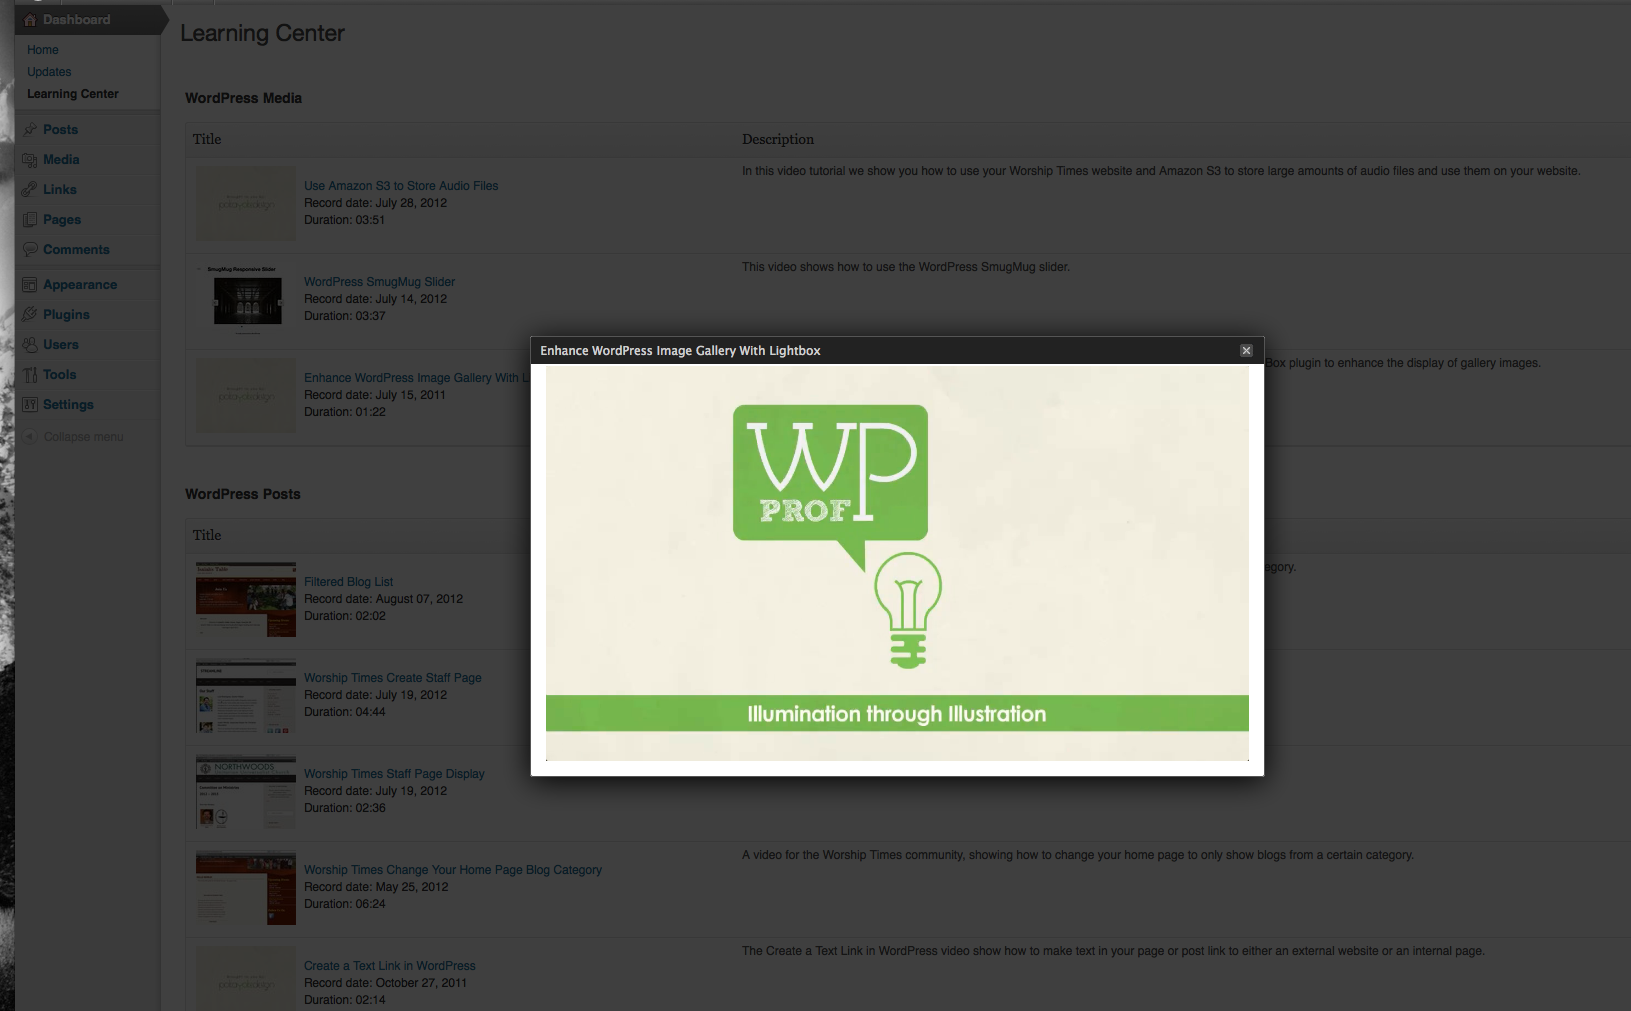 Dashboard
Home
Updates
Learning Center
Posts
Media
Links
Pages
Comments
Appearance
Plugins
Users
Tools
Settings
Collapse menu
Learning Center
WordPress Media
Title
Description
Use Amazon S3 to Store Audio Files
Record date: July 28, 2012
Duration: 03:51
In this video tutorial we show you how to use your Worship Times website and Amazon S3 to store large amounts of audio files and use them on your website.
SmugMug Responsive Slider
WordPress SmugMug Slider
Record date: July 14, 2012
Duration: 03:37
This video shows how to use the WordPress SmugMug slider.
Enhance WordPress Image Gallery With L
Record date: July 15, 2011
Duration: 01:22
Box plugin to enhance the display of gallery images.
Enhance WordPress Image Gallery With Lightbox
WP
PROF
Illumination through Illustration
WordPress Posts
Title
Filtered Blog List
Record date: August 07, 2012
Duration: 02:02
egory.
Worship Times Create Staff Page
Record date: July 19, 2012
Duration: 04:44
NORTHWOODS
Worship Times Staff Page Display
Record date: July 19, 2012
Duration: 02:36
Worship Times Change Your Home Page Blog Category
Record date: May 25, 2012
Duration: 06:24
A video for the Worship Times community, showing how to change your home page to only show blogs from a certain category.
Create a Text Link in WordPress
Record date: October 27, 2011
Duration: 02:14
The Create a Text Link in WordPress video show how to make text in your page or post link to either an external website or an internal page.